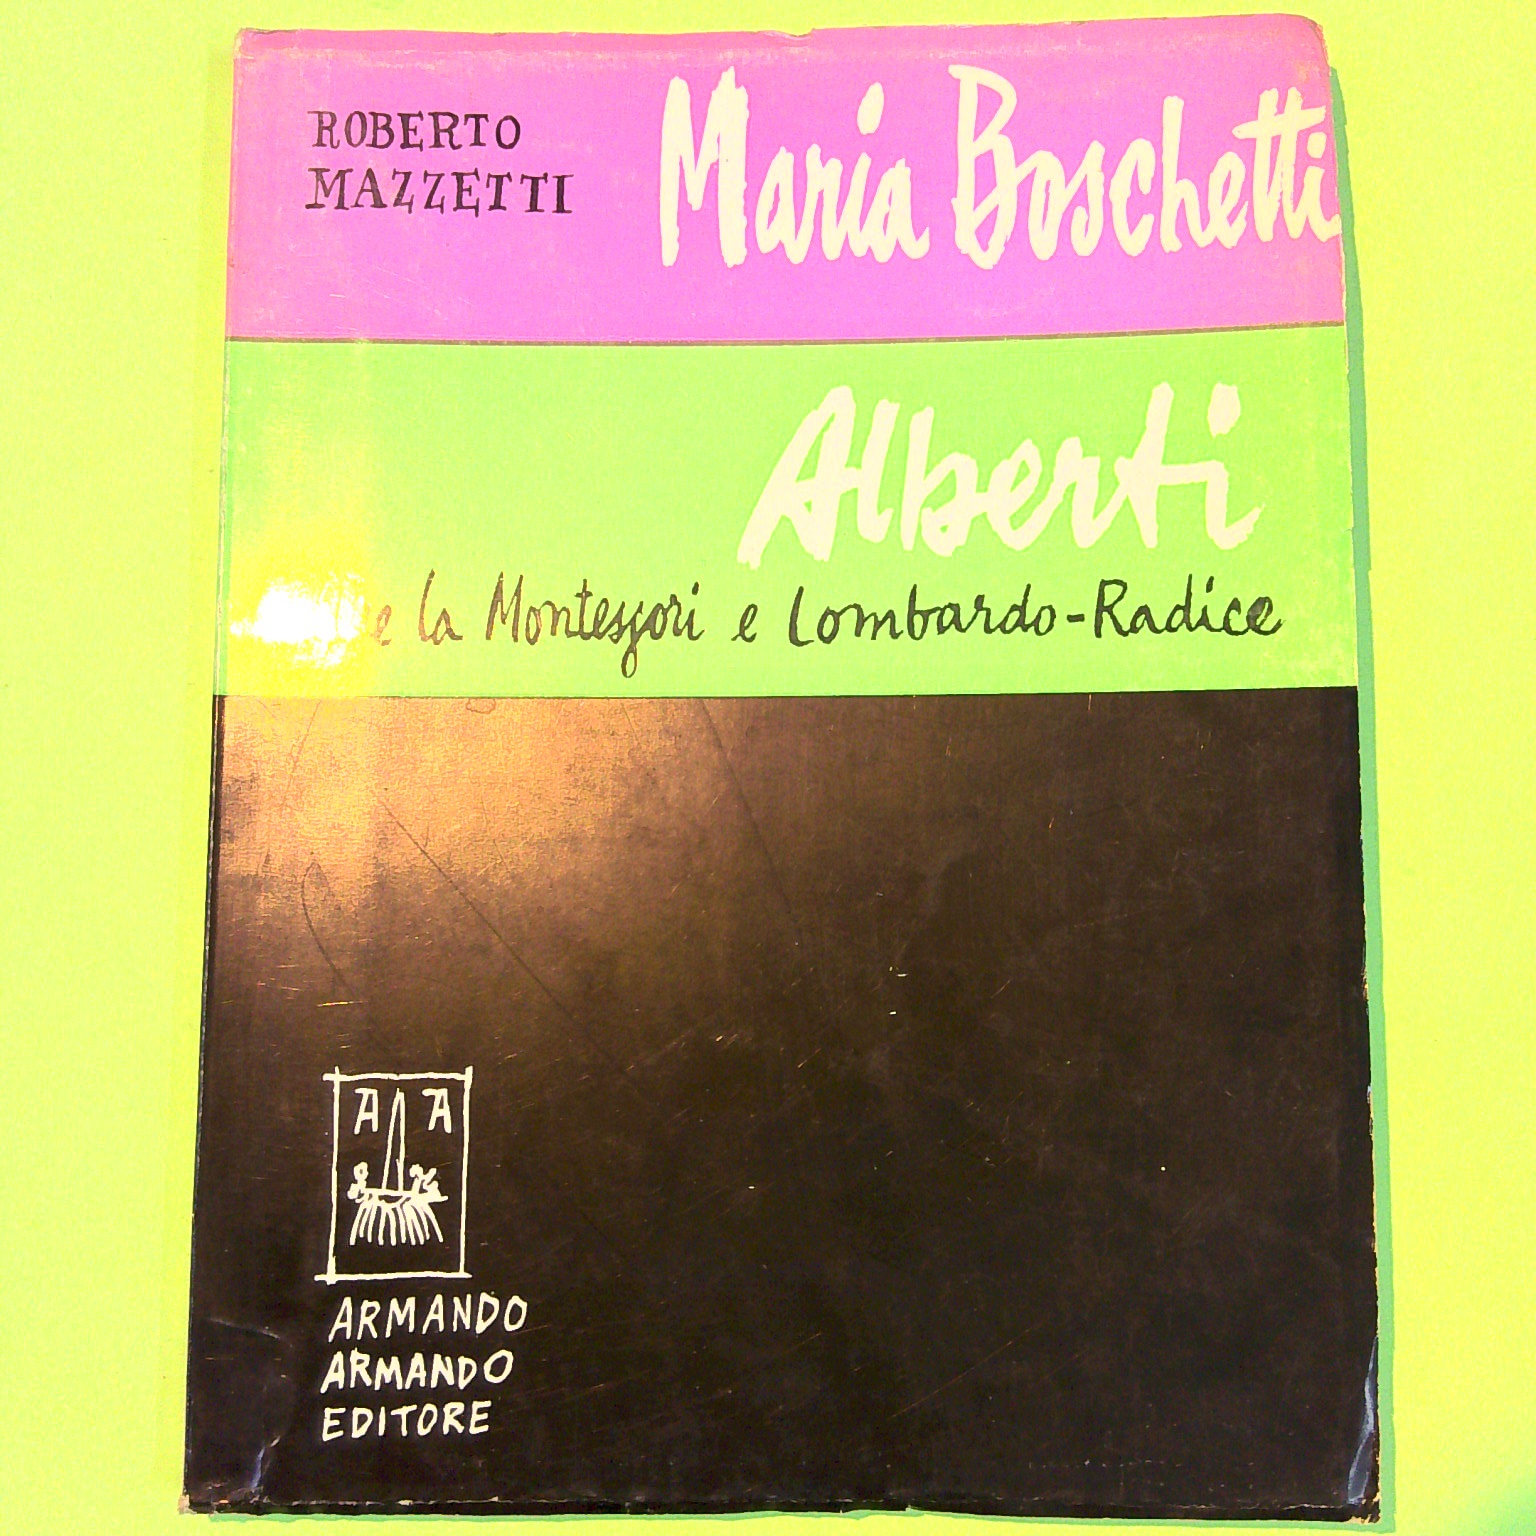 ROBERTO
MAZZETTI
Maria Boschetti
Alberti
e la Montessori e Lombardo-Radice
A A
ARMANDO
ARMANDO
EDITORE